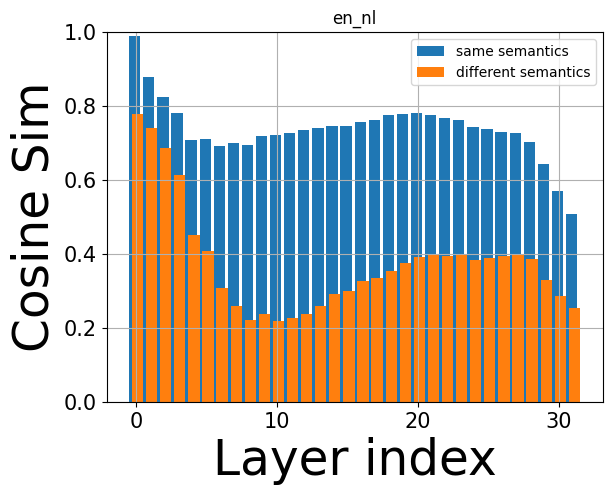 en_nl
same semantics
different semantics
Cosine Sim
1.0
0.8
0.6
0.4
0.2
0.0
0 10 20 30
Layer index